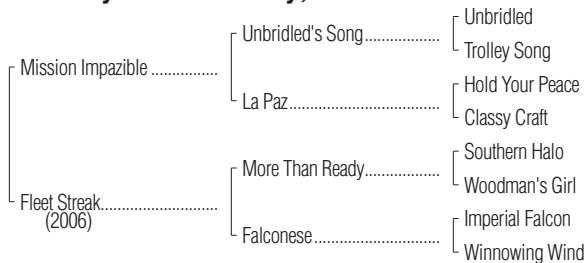 Unbridled
Unbridled's Song
Trolley Song
Mission Impazible
Hold Your Peace
La Paz
Classy Craft
Southern Halo
More Than Ready
Woodman's Girl
Fleet Streak
(2006)
Imperial Falcon
Falconese
Winnowing Wind